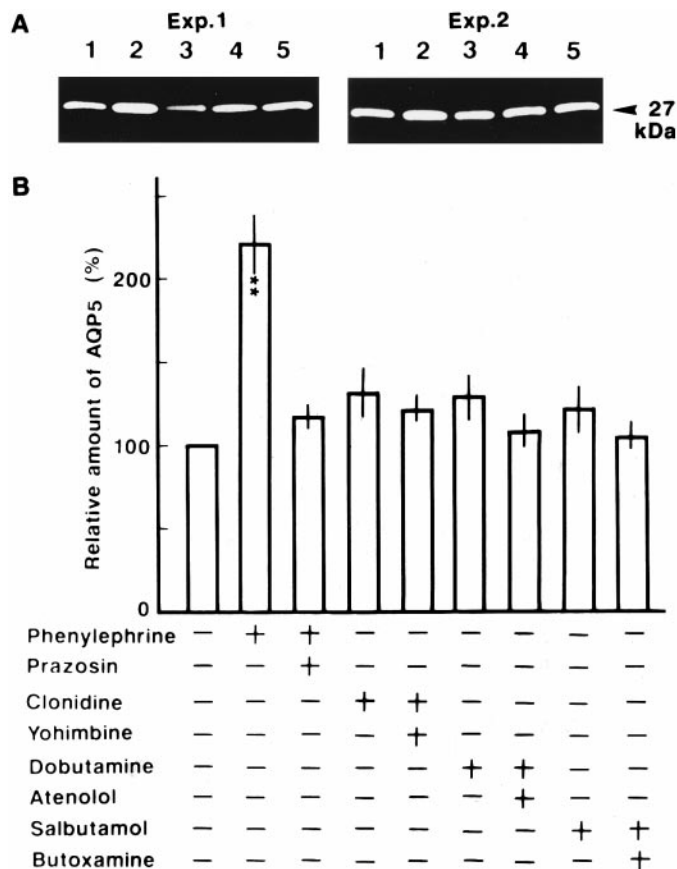 A
Exp.1
Exp.2
1 2 3 4 5
1 2 3 4 5
27
kDa
B
Relative amount of AQP5 (%)
200
100
0
**
Phenylephrine – + + – – – – – –
Prazosin – – + – – – – – –
Clonidine – – – + + – – – –
Yohimbine – – – – + – – – –
Dobutamine – – – – – + + – –
Atenolol – – – – – – + – –
Salbutamol – – – – – – – + +
Butoxamine – – – – – – – – +